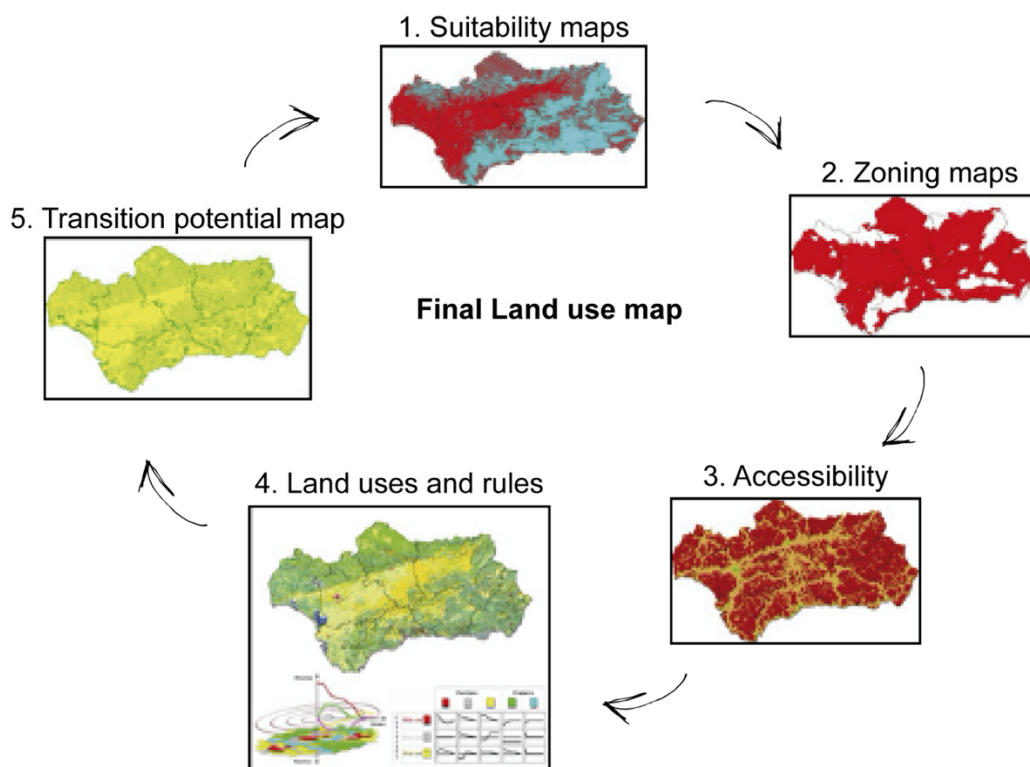 1. Suitability maps
2. Zoning maps
5. Transition potential map
Final Land use map
3. Accessibility
4. Land uses and rules